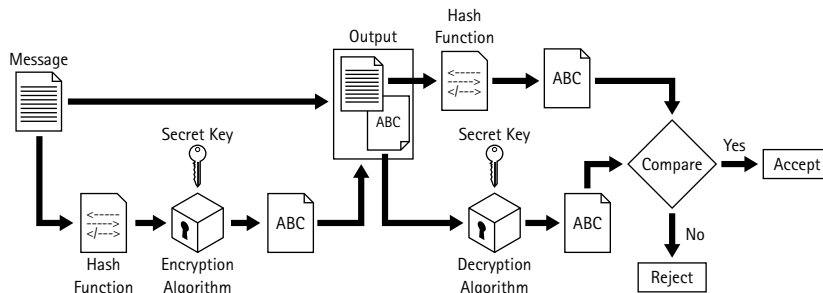 Message
Output
Hash
Function
<-----
----->
</--->
ABC
ABC
Secret Key
Secret Key
Compare
Yes
Accept
<-----
----->
</--->
ABC
ABC
No
Hash
Function
Encryption
Algorithm
Decryption
Algorithm
Reject